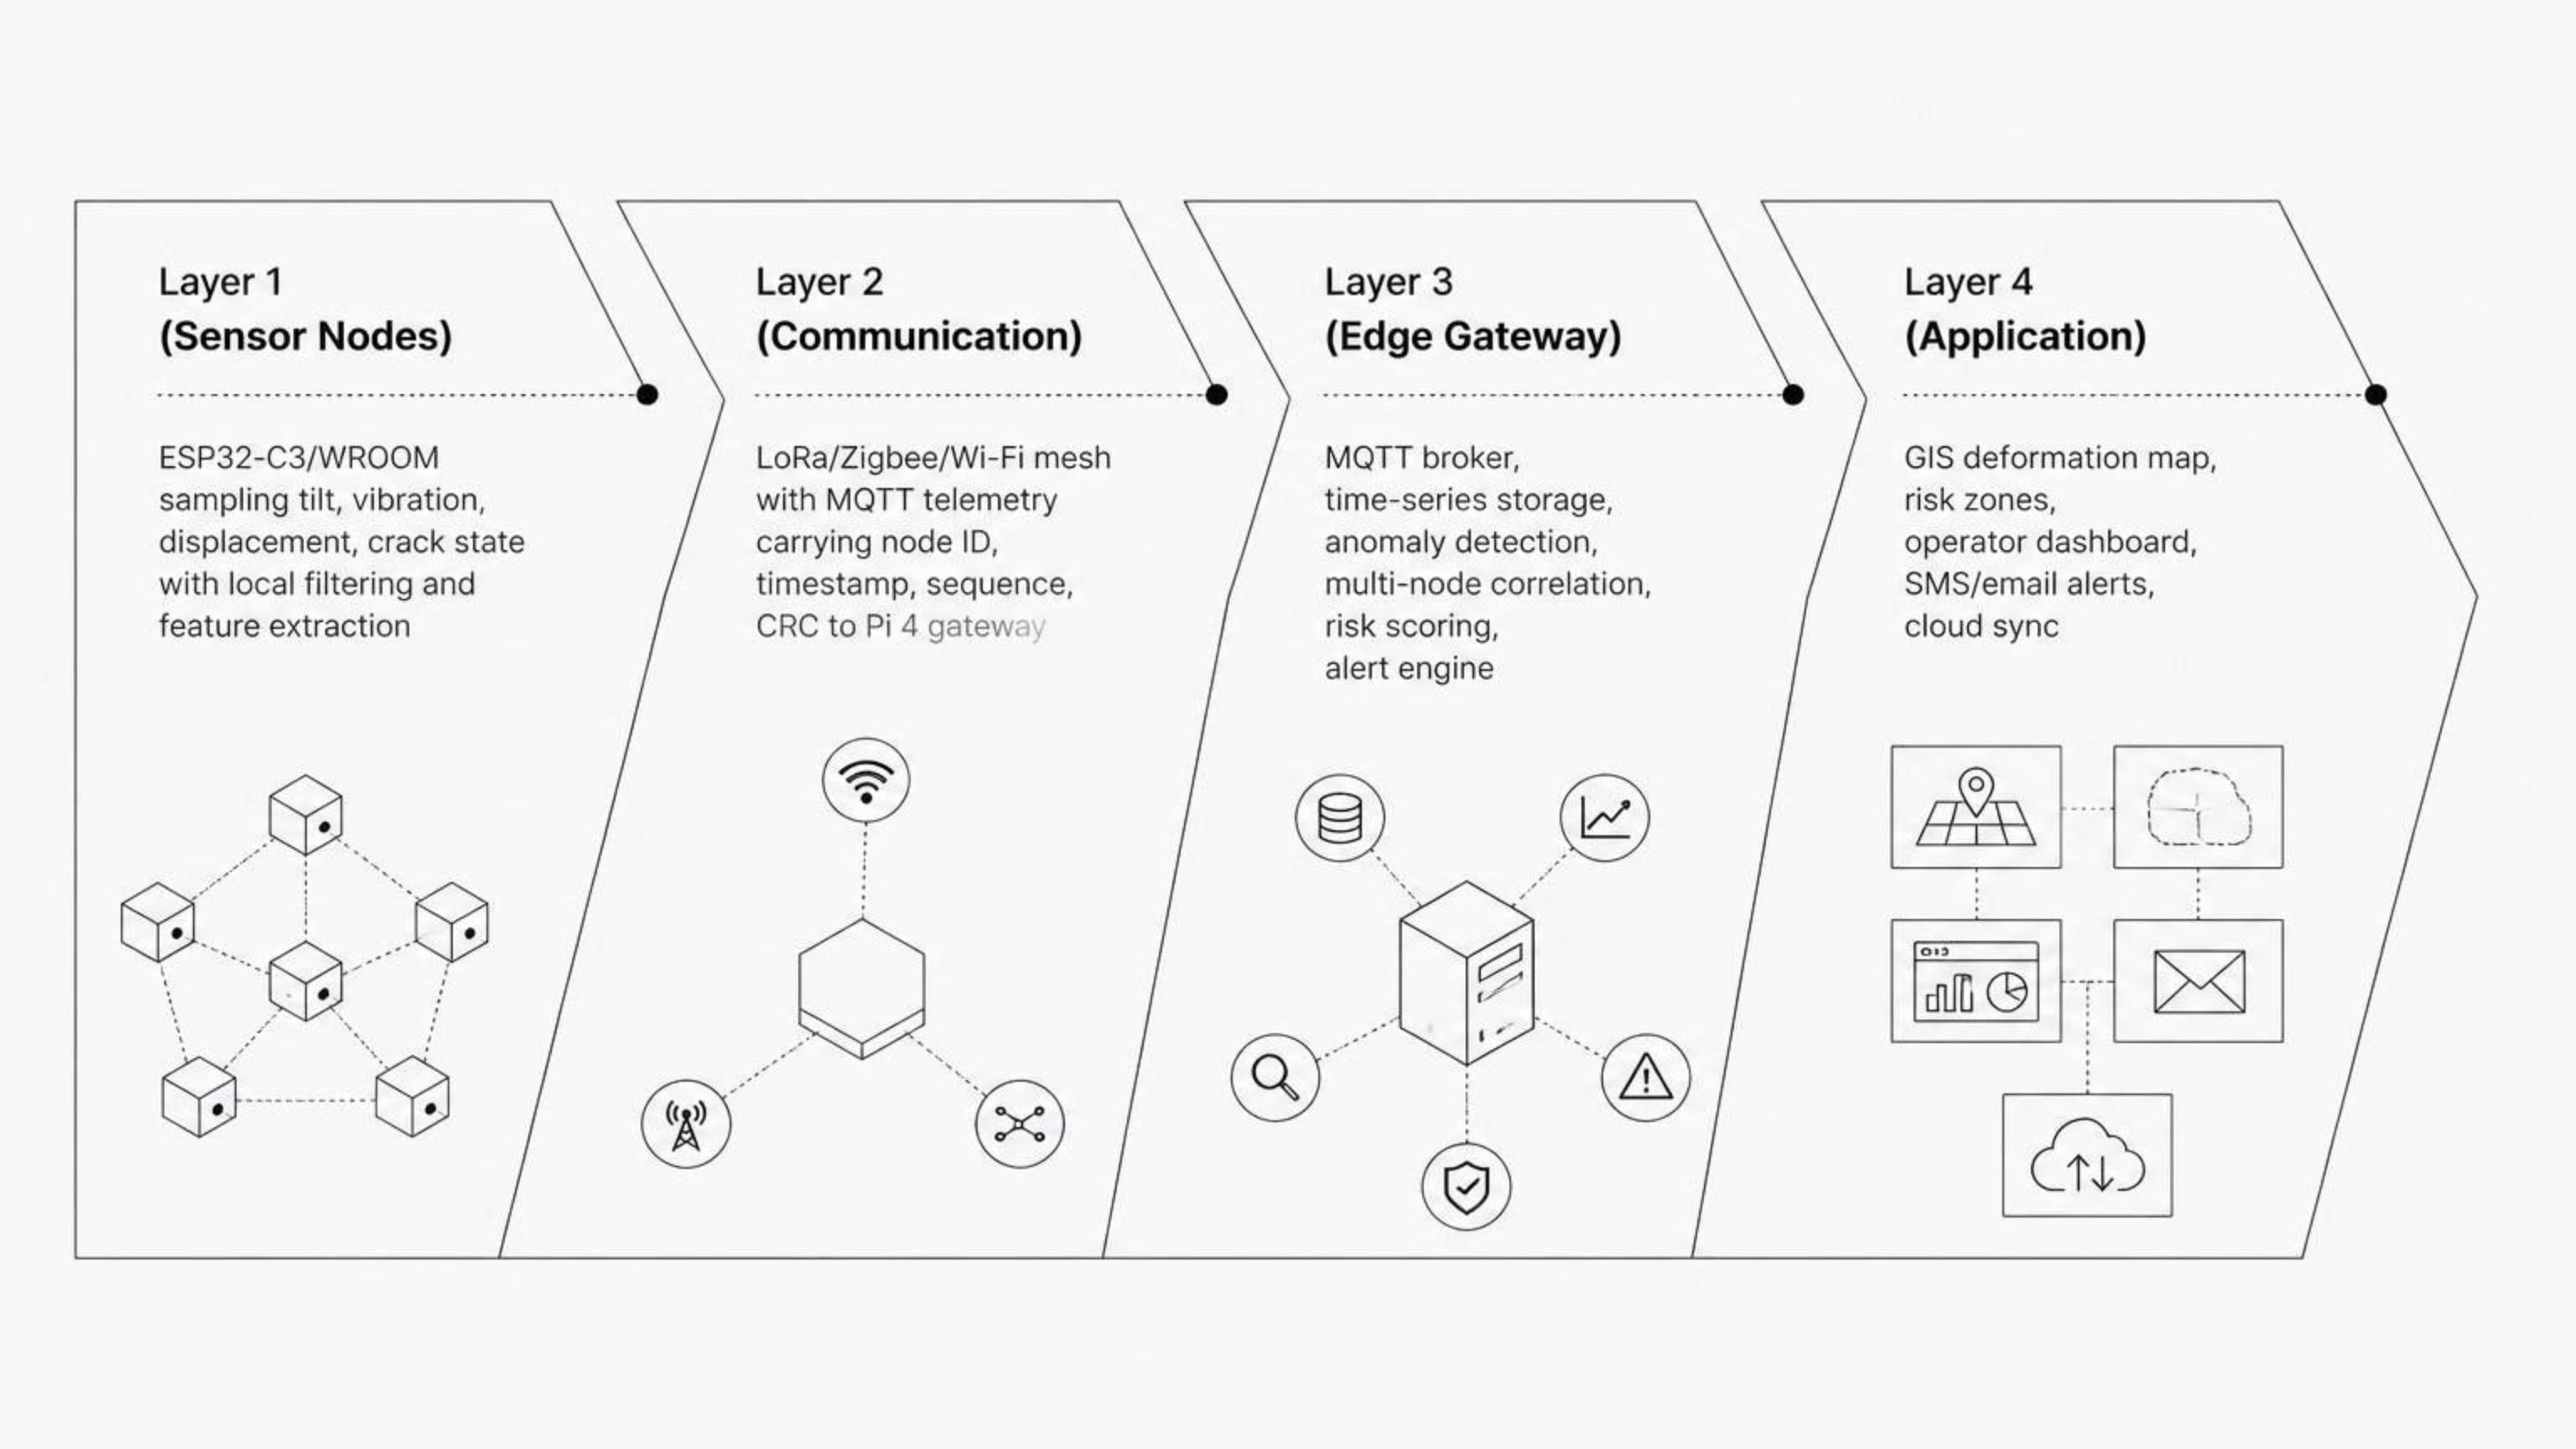 Layer 1
(Sensor Nodes)
ESP32-C3/WROOM
sampling tilt, vibration,
displacement, crack state
with local filtering and
feature extraction
Layer 2
(Communication)
LoRa/Zigbee/Wi-Fi mesh
with MQTT telemetry
carrying node ID,
timestamp, sequence,
CRC to Pi 4 gateway
Layer 3
(Edge Gateway)
MQTT broker,
time-series storage,
anomaly detection,
multi-node correlation,
risk scoring,
alert engine
Layer 4
(Application)
GIS deformation map,
risk zones,
operator dashboard,
SMS/email alerts,
cloud sync